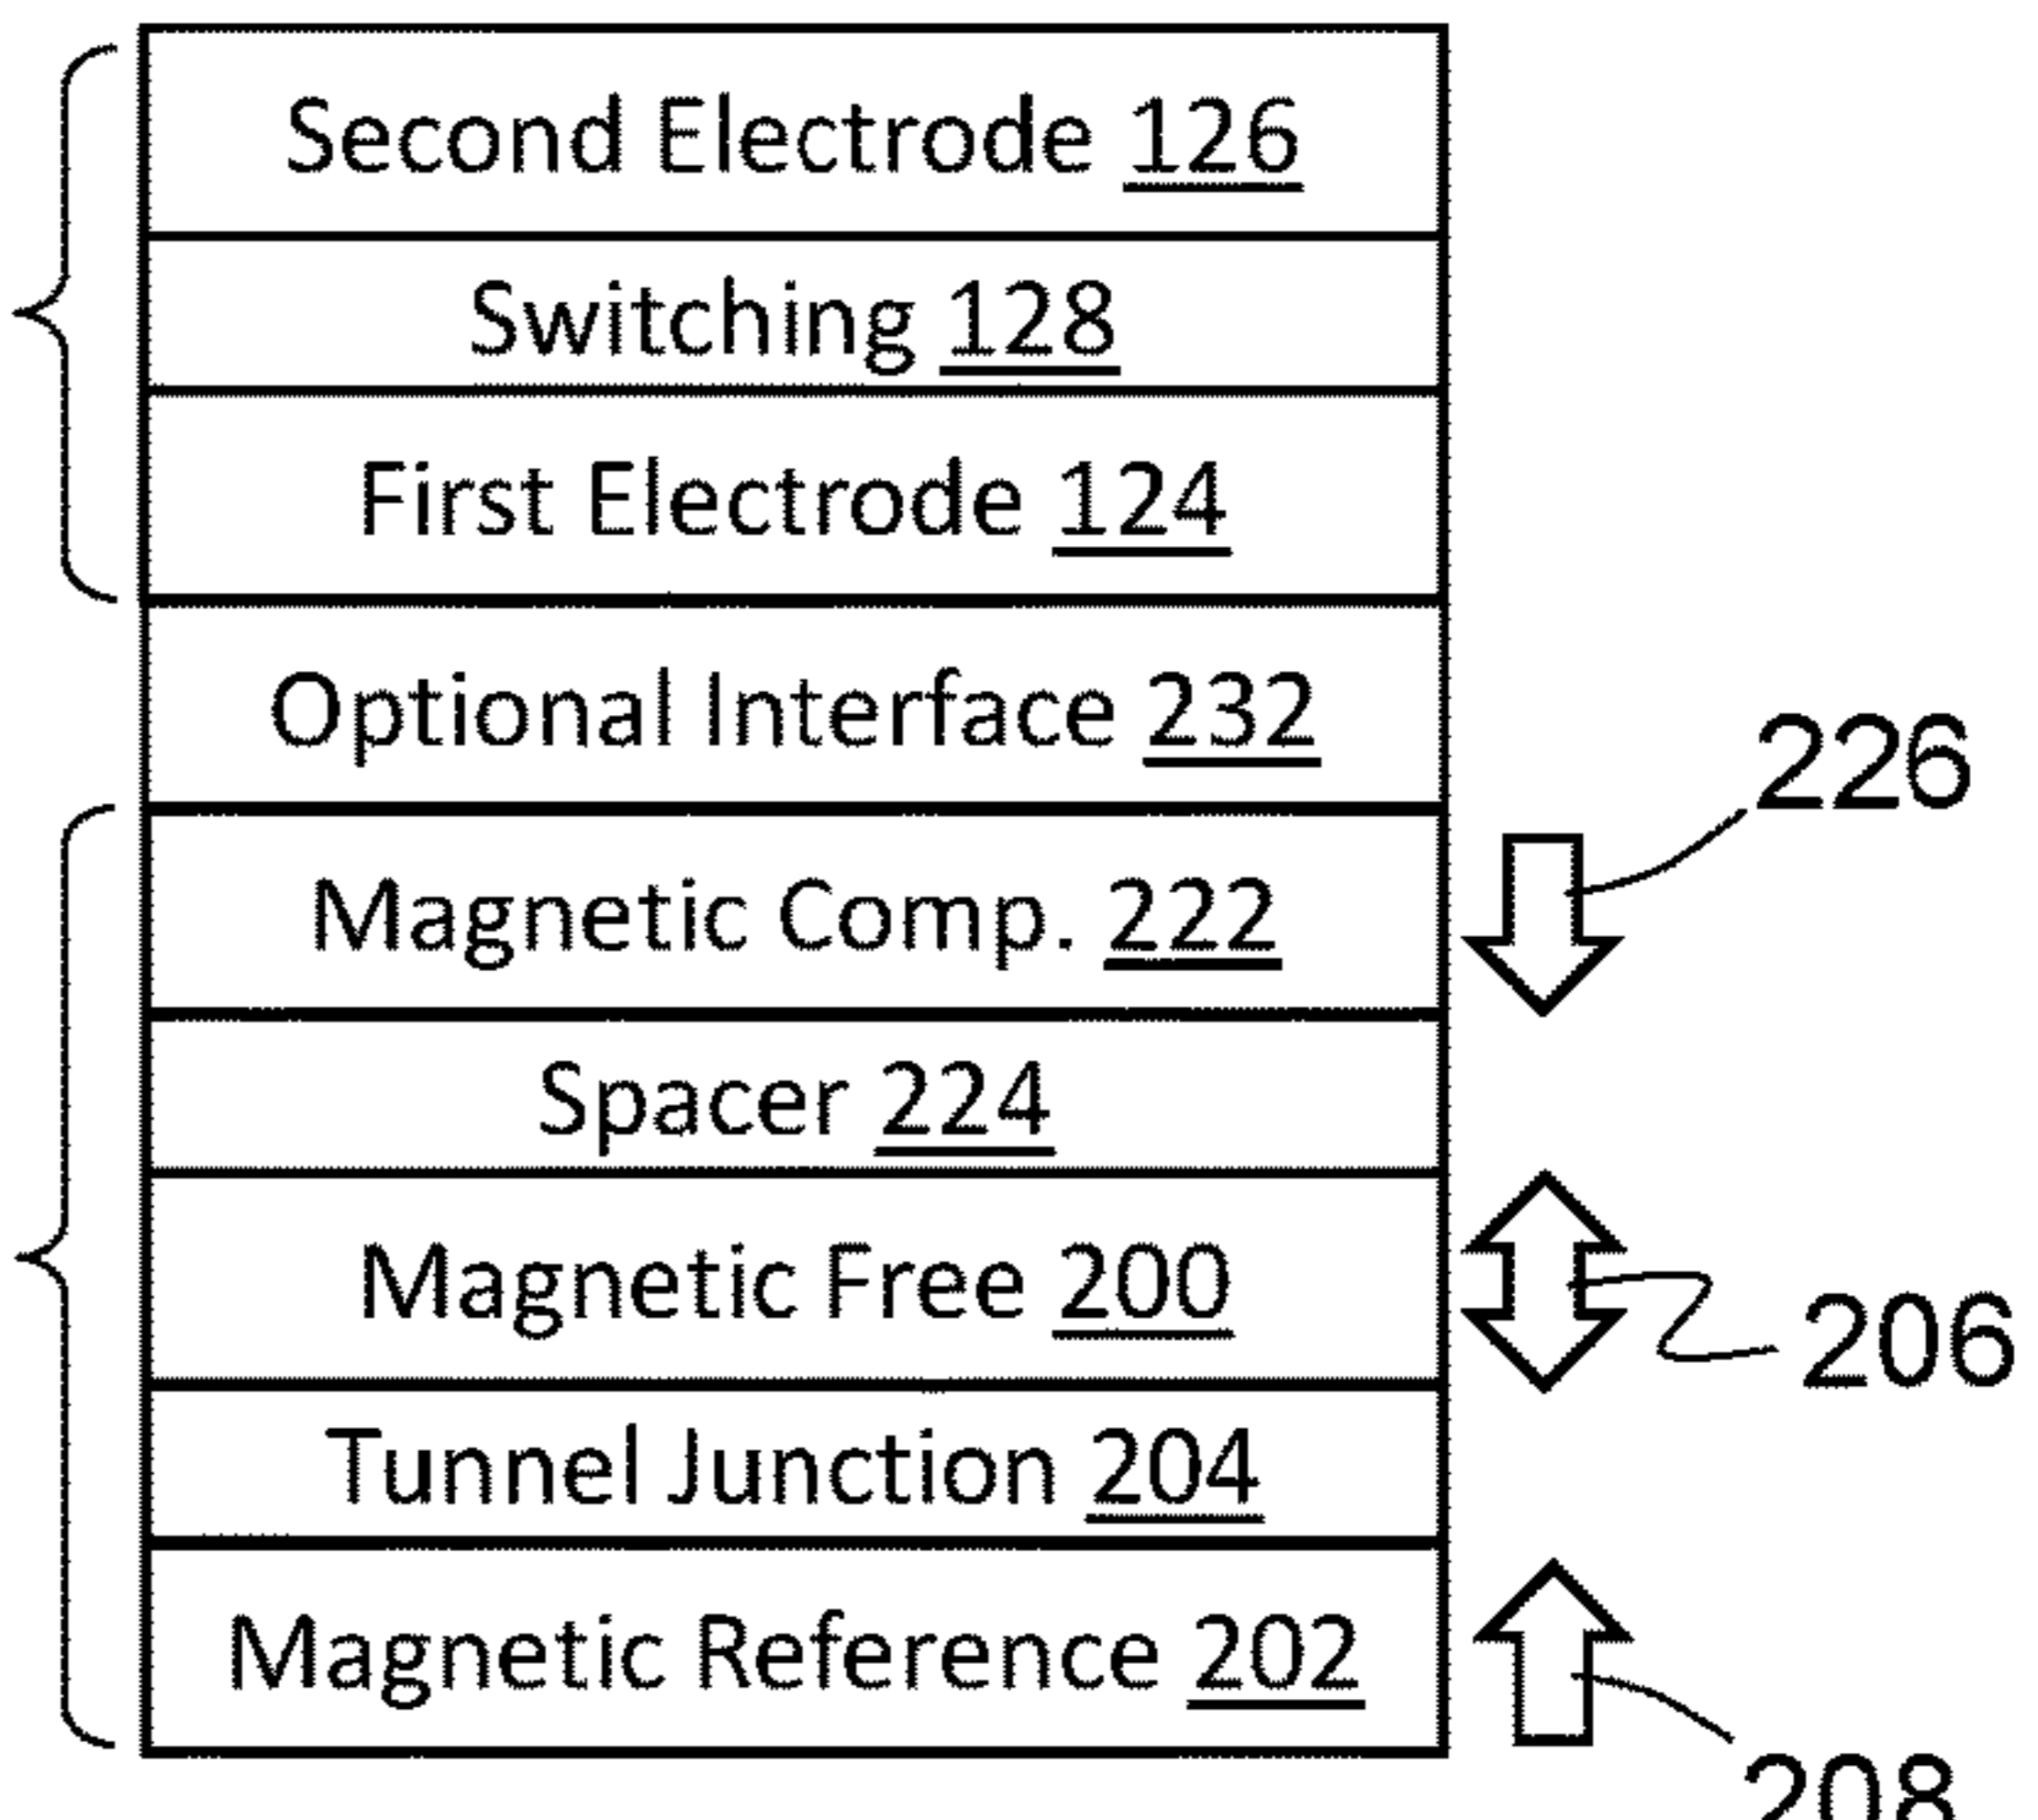 Second Electrode 126
Switching 128
First Electrode 124
Optional Interface 232
226
Magnetic Comp. 222
Spacer 224
Magnetic Free 200
206
Tunnel Junction 204
Magnetic Reference 202
208